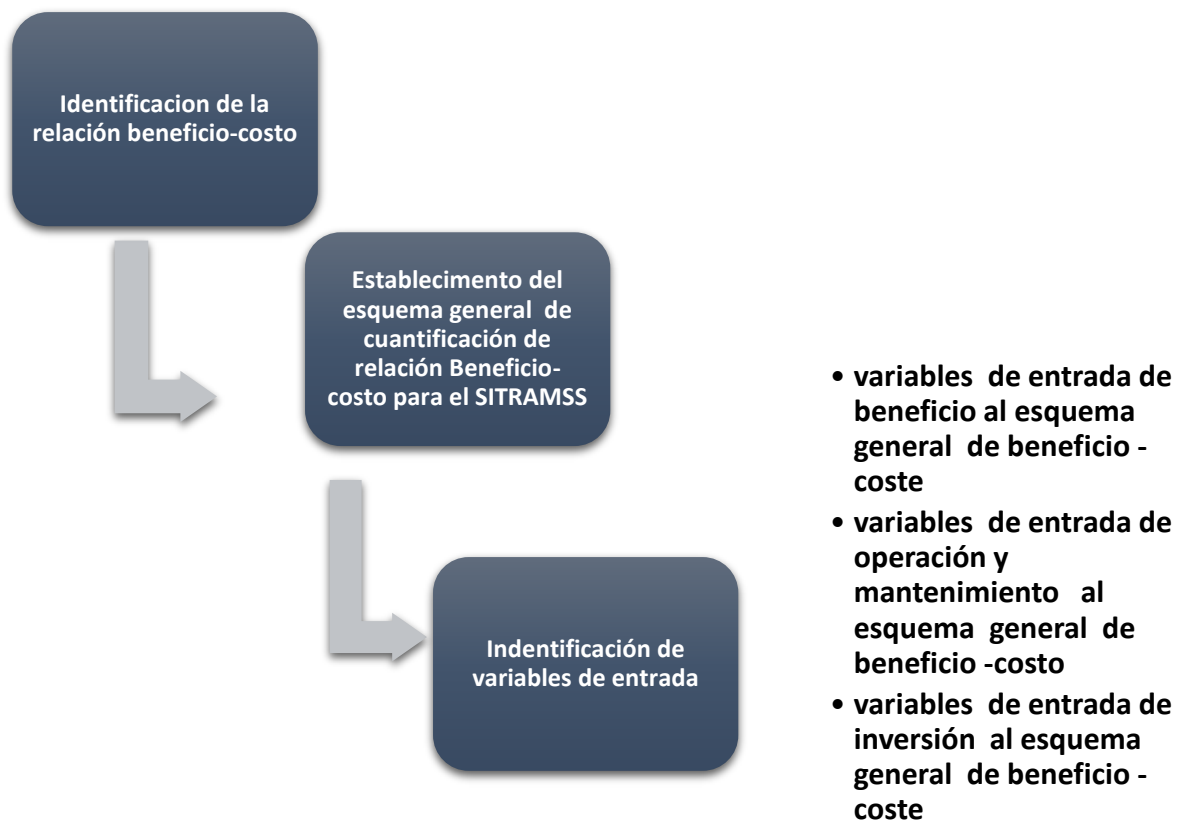 Identificacion de la
relación beneficio-costo
Establecimento del
esquema general de
cuantificación de
relación Beneficio-
costo para el SITRAMSS
Indentificación de
variables de entrada
• variables de entrada de
beneficio al esquema
general de beneficio -
coste
• variables de entrada de
operación y
mantenimiento al
esquema general de
beneficio -costo
• variables de entrada de
inversión al esquema
general de beneficio -
coste